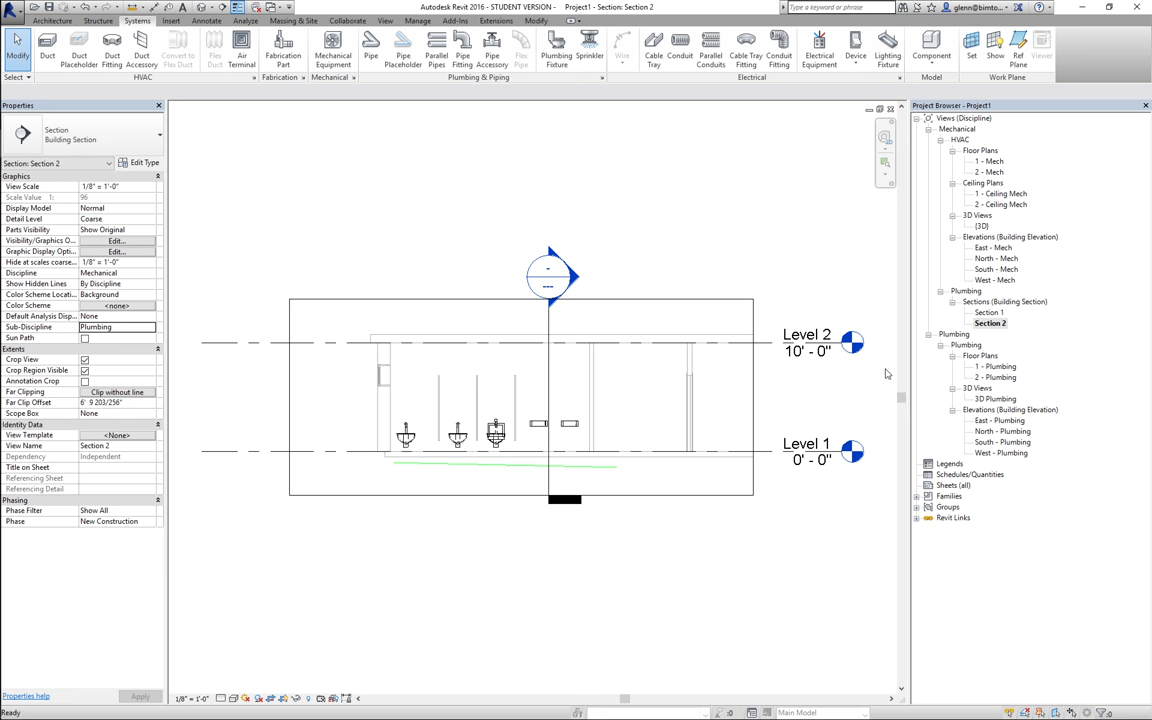 Autodesk Revit 2016 - STUDENT VERSION - Project1 - Section: Section 2
Type a keyword or phrase
glenn@bimto...
Architecture Structure Systems Insert Annotate Analyze Massing & Site Collaborate View Manage Add-Ins Extensions Modify
Modify
Duct
Duct Placeholder
Duct Fitting
Duct Accessory
Convert to Flex Duct
Flex Duct
Air Terminal
Fabrication Part
Mechanical Equipment
Pipe
Pipe Placeholder
Parallel Pipes
Pipe Fitting
Pipe Accessory
Flex Pipe
Plumbing Fixture
Sprinkler
Wire
Cable Tray
Conduit
Parallel Conduits
Cable Tray Fitting
Conduit Fitting
Electrical Equipment
Device
Lighting Fixture
Component
Set
Show
Ref Plane
Viewer
Select HVAC Fabrication Mechanical Plumbing & Piping Electrical Model Work Plane
Properties
Section
Building Section
Section: Section 2 Edit Type
Graphics
View Scale 1/8" = 1'-0"
Scale Value 1: 96
Display Model Normal
Detail Level Coarse
Parts Visibility Show Original
Visibility/Graphics O... Edit...
Graphic Display Opti... Edit...
Hide at scales coarse... 1/8" = 1'-0"
Discipline Mechanical
Show Hidden Lines By Discipline
Color Scheme Locati... Background
Color Scheme <none>
Default Analysis Disp... None
Sub-Discipline Plumbing
Sun Path
Extents
Crop View
Crop Region Visible
Annotation Crop
Far Clipping Clip without line
Far Clip Offset 6' 9 203/256"
Scope Box None
Identity Data
View Template <None>
View Name Section 2
Dependency Independent
Title on Sheet
Referencing Sheet
Referencing Detail
Phasing
Phase Filter Show All
Phase New Construction
Properties help Apply
-
---
Level 2
10' - 0"
Level 1
0' - 0"
1/8" = 1'-0"
Project Browser - Project1
Views (Discipline)
Mechanical
HVAC
Floor Plans
1 - Mech
2 - Mech
Ceiling Plans
1 - Ceiling Mech
2 - Ceiling Mech
3D Views
{3D}
Elevations (Building Elevation)
East - Mech
North - Mech
South - Mech
West - Mech
Plumbing
Sections (Building Section)
Section 1
Section 2
Plumbing
Plumbing
Floor Plans
1 - Plumbing
2 - Plumbing
3D Views
3D Plumbing
Elevations (Building Elevation)
East - Plumbing
North - Plumbing
South - Plumbing
West - Plumbing
Legends
Schedules/Quantities
Sheets (all)
Families
Groups
Revit Links
Ready
:0
Main Model
:0